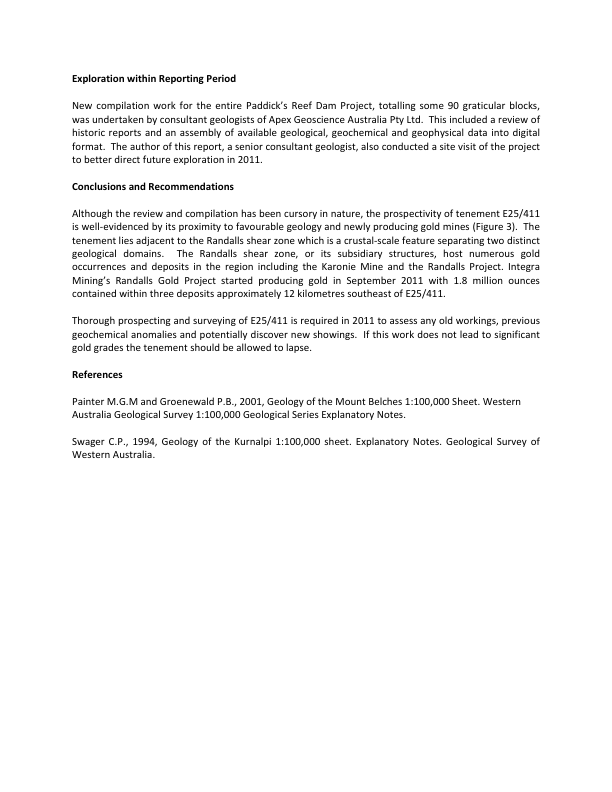 Exploration within Reporting Period
New compilation work for the entire Paddick's Reef Dam Project, totalling some 90 graticular blocks,
was undertaken by consultant geologists of Apex Geoscience Australia Pty Ltd.  This included a review of
historic reports and an assembly of available geological, geochemical and geophysical data into digital
format.  The author of this report, a senior consultant geologist, also conducted a site visit of the project
to better direct future exploration in 2011.
Conclusions and Recommendations
Although the review and compilation has been cursory in nature, the prospectivity of tenement E25/411
is well-evidenced by its proximity to favourable geology and newly producing gold mines (Figure 3).  The
tenement lies adjacent to the Randalls shear zone which is a crustal-scale feature separating two distinct
geological domains.  The Randalls shear zone, or its subsidiary structures, host numerous gold
occurrences and deposits in the region including the Karonie Mine and the Randalls Project. Integra
Mining's Randalls Gold Project started producing gold in September 2011 with 1.8 million ounces
contained within three deposits approximately 12 kilometres southeast of E25/411.
Thorough prospecting and surveying of E25/411 is required in 2011 to assess any old workings, previous
geochemical anomalies and potentially discover new showings.  If this work does not lead to significant
gold grades the tenement should be allowed to lapse.
References
Painter M.G.M and Groenewald P.B., 2001, Geology of the Mount Belches 1:100,000 Sheet. Western
Australia Geological Survey 1:100,000 Geological Series Explanatory Notes.
Swager C.P., 1994, Geology of the Kurnalpi 1:100,000 sheet. Explanatory Notes. Geological Survey of
Western Australia.